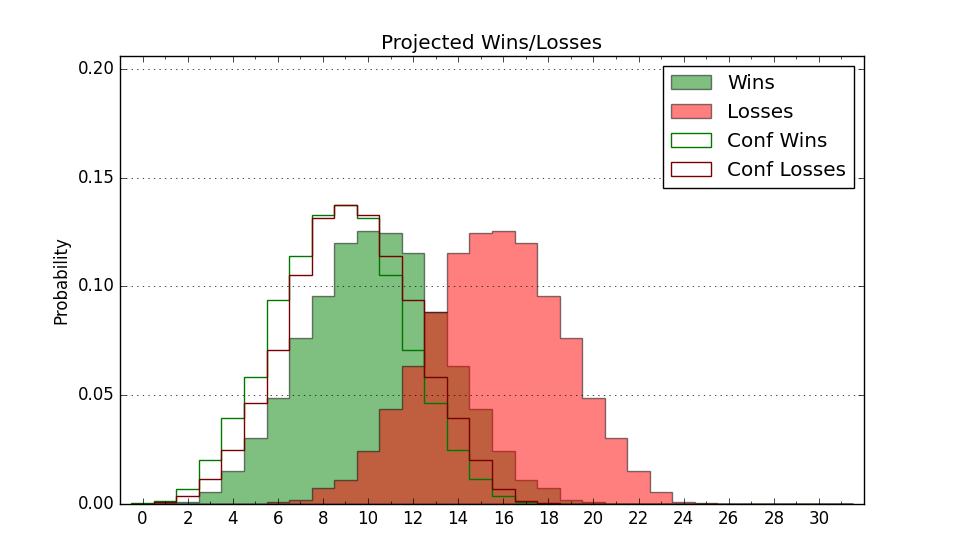 Projected Wins/Losses
0.20
0.15
0.10
0.05
0.00
Probability
Wins
Losses
Conf Wins
Conf Losses
0 2 4 6 8 10 12 14 16 18 20 22 24 26 28 30